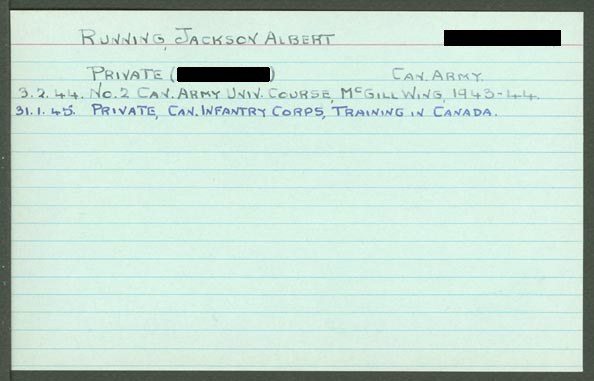 RUNNING, JACKSON ALBERT
PRIVATE ( ) CAN. ARMY.
3.2.44. NO.2 CAN. ARMY UNIV. COURSE, MCGILL WING, 1943-44.
31.1.45. PRIVATE, CAN. INFANTRY CORPS, TRAINING IN CANADA.